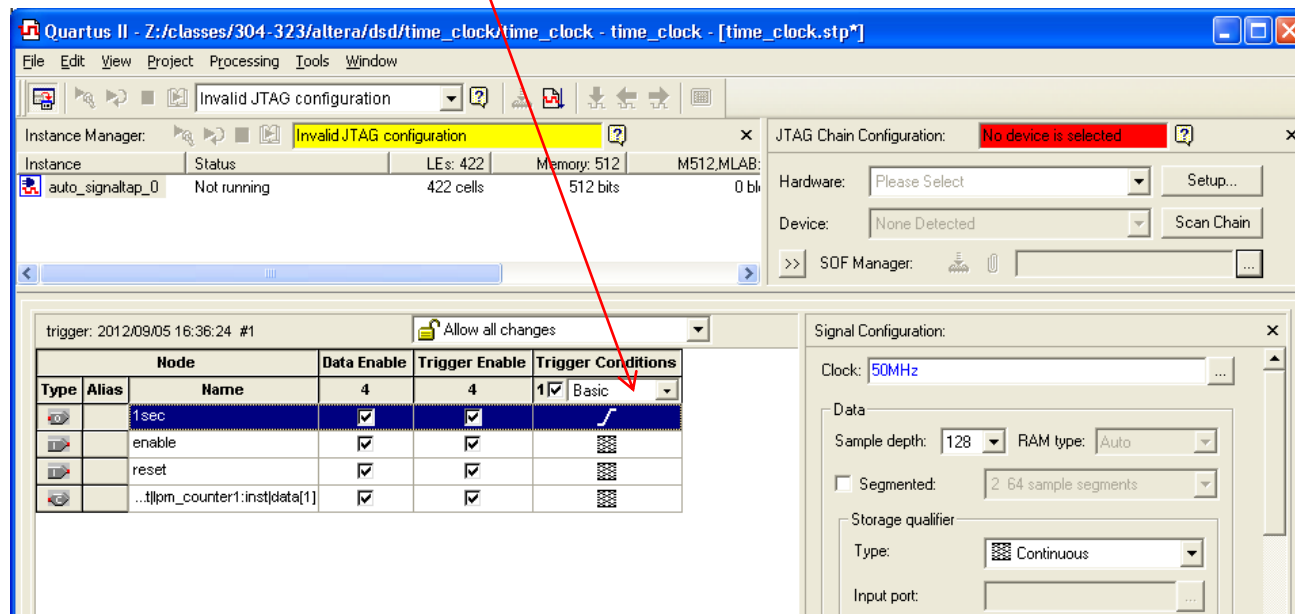 Quartus II - Z:/classes/304-323/altera/dsd/time_clock/time_clock - time_clock - [time_clock.stp*]
File Edit View Project Processing Tools Window
Invalid JTAG configuration
Instance Manager: Invalid JTAG configuration
Instance Status LEs: 422 Memory: 512 M512,MLAB:
auto_signaltap_0 Not running 422 cells 512 bits 0 bl
JTAG Chain Configuration: No device is selected
Hardware: Please Select Setup...
Device: None Detected Scan Chain
>> SOF Manager: ...
trigger: 2012/09/05 16:36:24 #1 Allow all changes
Node Data Enable Trigger Enable Trigger Conditions
Type Alias Name 4 4 1 Basic
1sec
enable
reset
...t|lpm_counter1:inst|data[1]
Signal Configuration:
Clock: 50MHz ...
Data
Sample depth: 128 RAM type: Auto
Segmented: 2 64 sample segments
Storage qualifier
Type: Continuous
Input port: ...